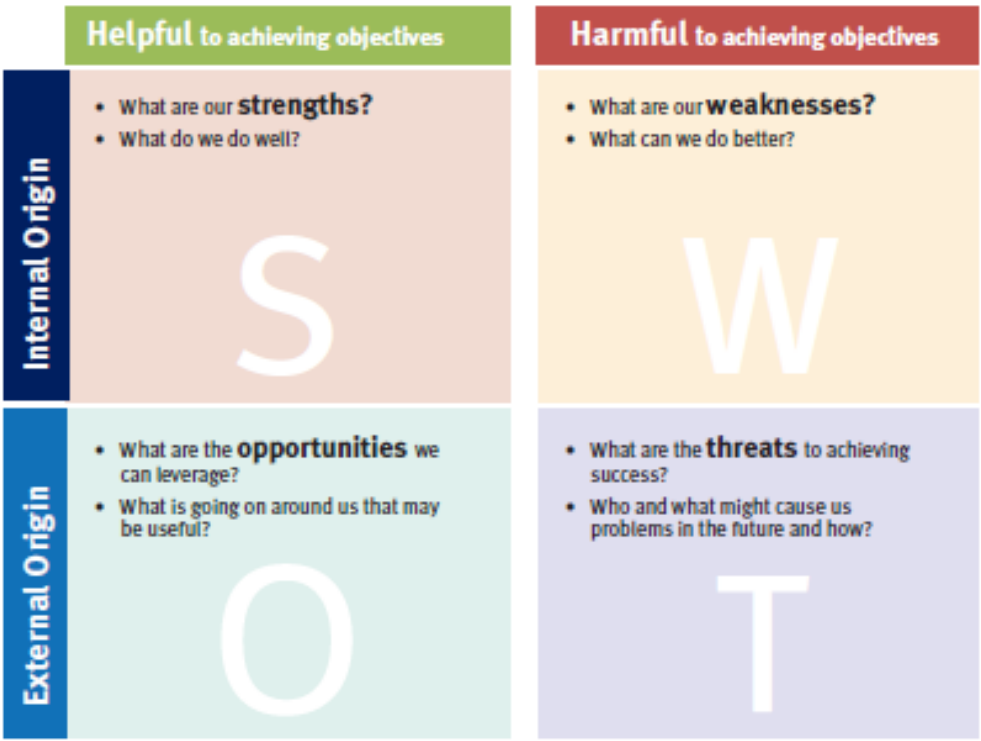 Helpful to achieving objectives
Harmful to achieving objectives
Internal Origin
• What are our strengths?
• What do we do well?
S
• What are our weaknesses?
• What can we do better?
W
External Origin
• What are the opportunities we
can leverage?
• What is going on around us that may
be useful?
O
• What are the threats to achieving
success?
• Who and what might cause us
problems in the future and how?
T